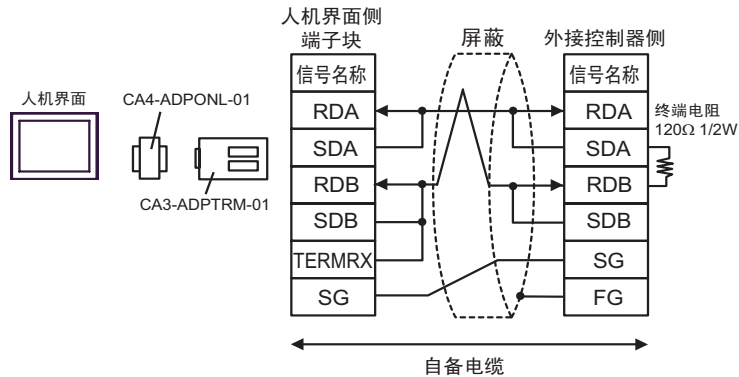 人机界面侧
端子块
屏蔽
外接控制器侧
信号名称
信号名称
人机界面
CA4-ADPONL-01
CA3-ADPTRM-01
RDA
RDA
终端电阻
120Ω 1/2W
SDA
SDA
RDB
RDB
SDB
SDB
TERMRX
SG
SG
FG
自备电缆